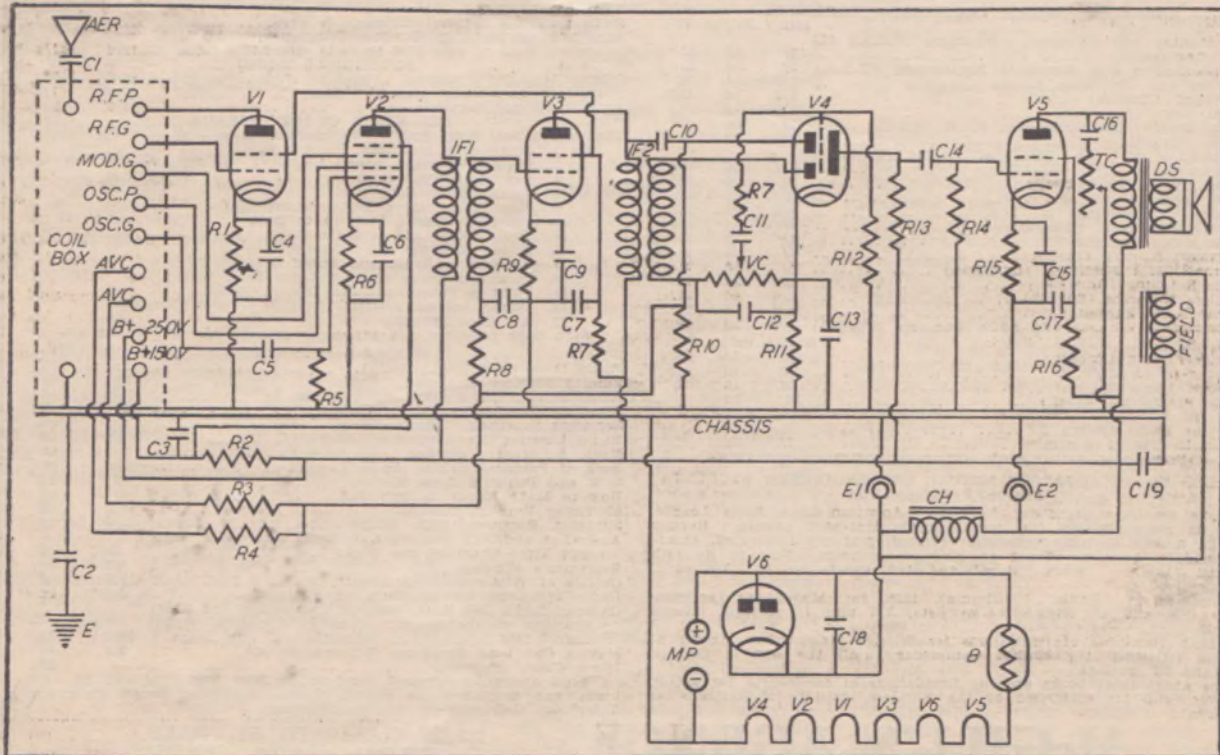 AER
C1
R.F.P
R.F.G
MOD.G
OSC.P
OSC.G
COIL BOX
AVC
AVC
B+ 250V
B+150V
V1
V2
V3
V4
V5
R1
C4
R6
C6
IF1
R9
C9
IF2
C10
R7
C11
VC
R12
R13
C14
R14
R15
C15
C16
TC
DS
C5
R5
C8
C7
R8
R7
R10
C12
R11
C13
C17
R16
FIELD
CHASSIS
C3
R2
R3
R4
E1
CH
E2
C19
C2
E
V6
C18
MP
+
−
B
V4 V2 V1 V3 V6 V5